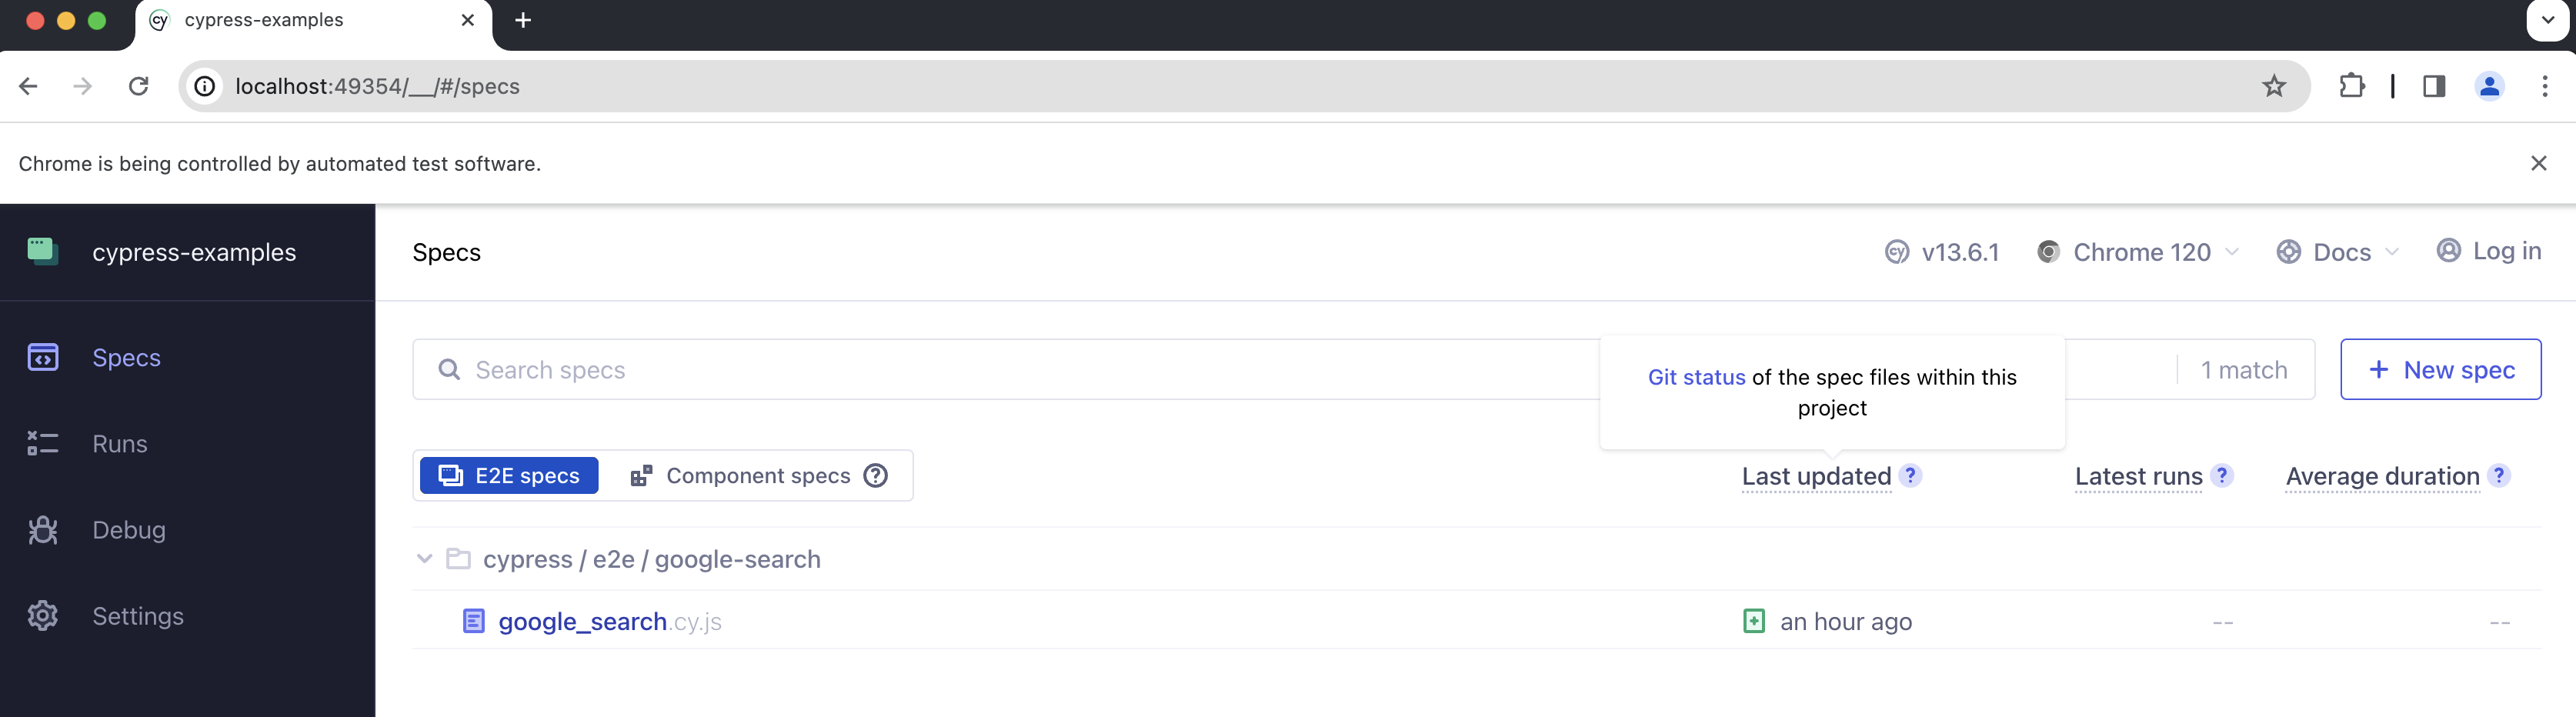 cypress-examples
localhost:49354/__/#/specs
Chrome is being controlled by automated test software.
cypress-examples
Specs
v13.6.1
Chrome 120
Docs
Log in
Specs
Runs
Debug
Settings
Search specs
1 match
New spec
Git status of the spec files within this
project
E2E specs
Component specs
Last updated ?
Latest runs ?
Average duration ?
cypress / e2e / google-search
google_search.cy.js
an hour ago
--
--